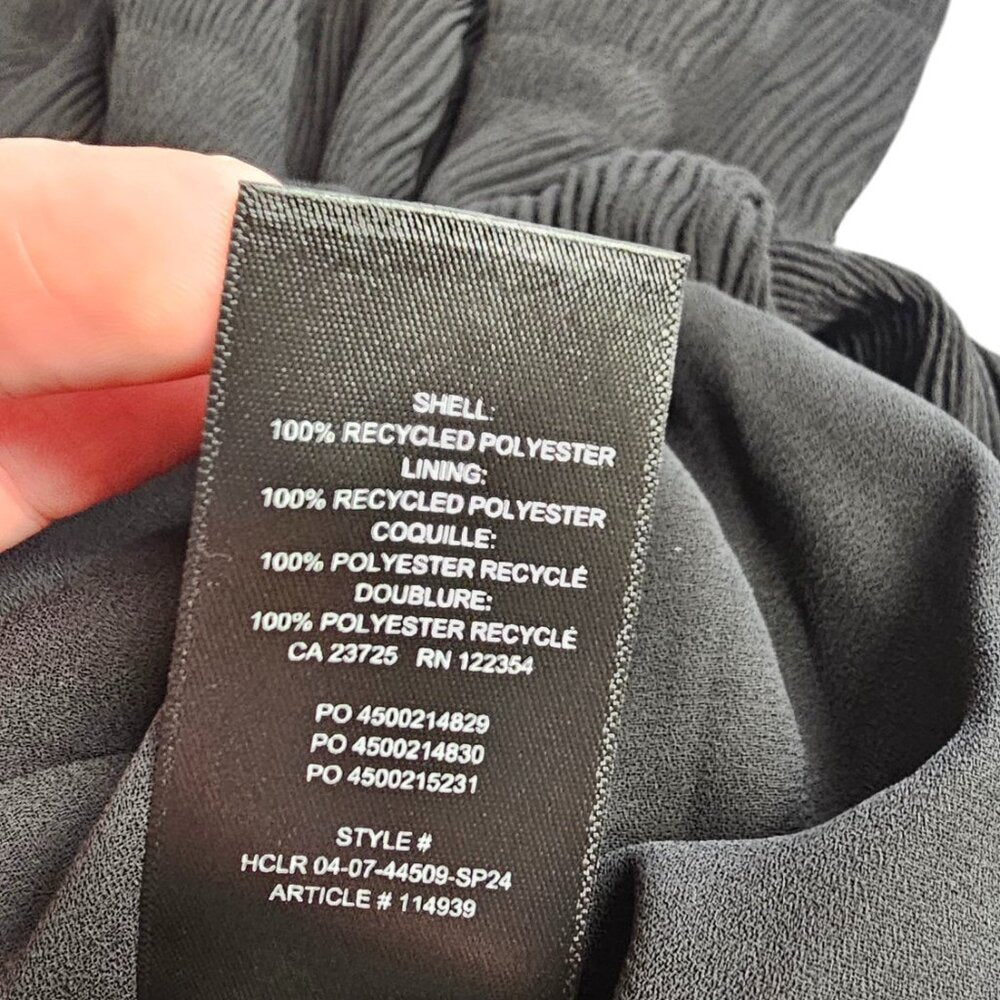 SHELL:
100% RECYCLED POLYESTER
LINING:
100% RECYCLED POLYESTER
COQUILLE:
100% POLYESTER RECYCLÉ
DOUBLURE:
100% POLYESTER RECYCLÉ
CA 23725 RN 122354
PO 4500214829
PO 4500214830
PO 4500215231
STYLE #
HCLR 04-07-44509-SP24
ARTICLE # 114939